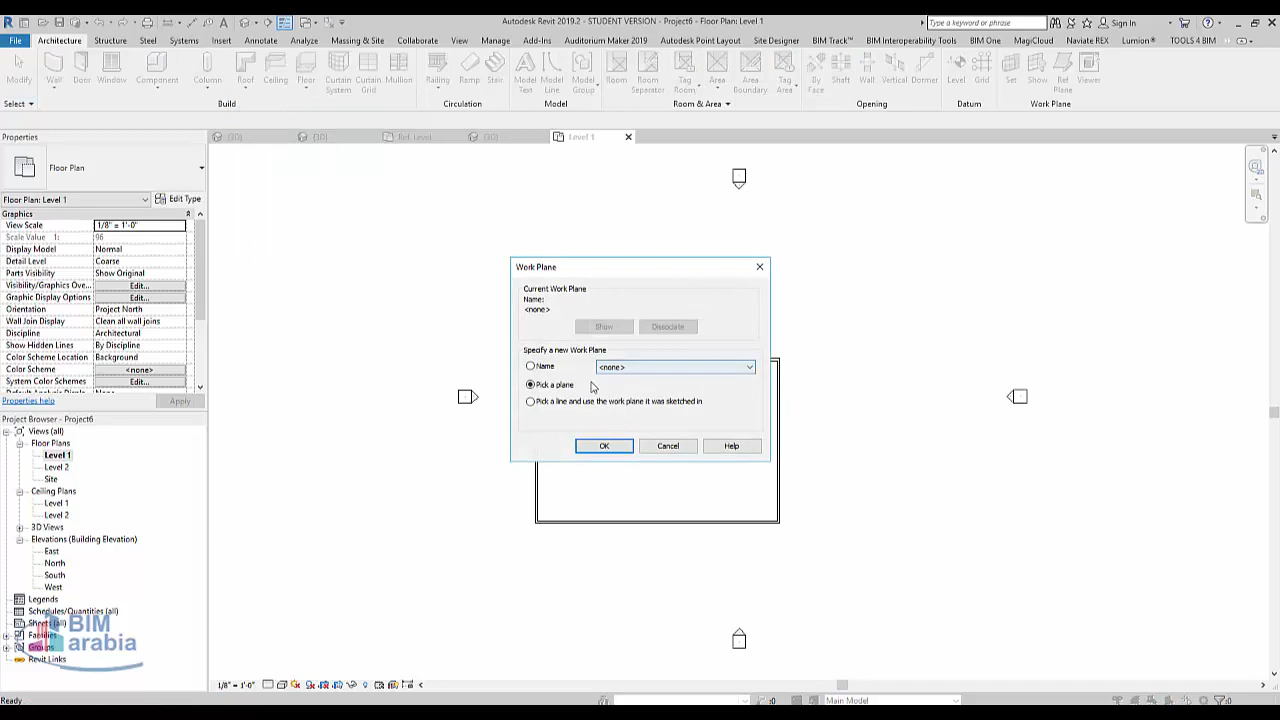 Autodesk Revit 2019.2 - STUDENT VERSION - Project6 - Floor Plan: Level 1
Type a keyword or phrase
Sign In
File Architecture Structure Steel Systems Insert Annotate Analyze Massing & Site Collaborate View Manage Add-Ins Auditorium Maker 2019 Autodesk Point Layout Site Designer BIM Track™ BIM Interoperability Tools BIM One MagiCloud Naviate REX Lumion® TOOLS 4 BIM
Modify Wall Door Window Component Column Roof Ceiling Floor Curtain System Curtain Grid Mullion Railing Ramp Stair Model Text Model Line Model Group Room Room Separator Tag Room Area Area Boundary Tag Area By Face Shaft Wall Vertical Dormer Level Grid Set Show Ref Plane Viewer
Select Build Circulation Model Room & Area Opening Datum Work Plane
Properties
{3D} {3D} Ref. Level {3D} Level 1
Floor Plan
Floor Plan: Level 1 Edit Type
Graphics
View Scale 1/8" = 1'-0"
Scale Value 1: 96
Display Model Normal
Detail Level Coarse
Parts Visibility Show Original
Visibility/Graphics Ove... Edit...
Graphic Display Options Edit...
Orientation Project North
Wall Join Display Clean all wall joins
Discipline Architectural
Show Hidden Lines By Discipline
Color Scheme Location Background
Color Scheme <none>
System Color Schemes Edit...
Properties help Apply
Project Browser - Project6
Views (all)
Floor Plans
Level 1
Level 2
Site
Ceiling Plans
Level 1
Level 2
3D Views
Elevations (Building Elevation)
East
North
South
West
Legends
Schedules/Quantities (all)
Sheets (all)
Families
Groups
Revit Links
BIM
arabia
Work Plane
Current Work Plane
Name:
<none>
Show Dissociate
Specify a new Work Plane
Name <none>
Pick a plane
Pick a line and use the work plane it was sketched in
OK Cancel Help
1/8" = 1'-0"
Ready
:0
Main Model
:0